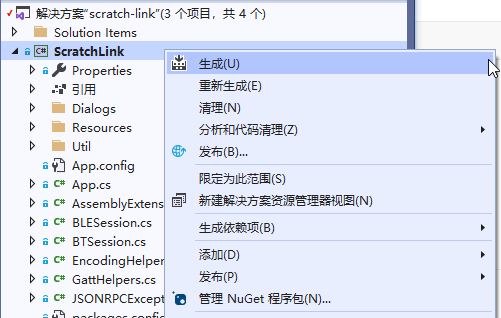 解决方案“scratch-link”(3 个项目，共 4 个)
Solution Items
C# ScratchLink
Properties
引用
Dialogs
Resources
Util
App.config
C# App.cs
C# AssemblyExtens
C# BLESession.cs
C# BTSession.cs
C# EncodingHelper
C# GattHelpers.cs
C# JSONRPCExcept
packages.config
生成(U)
重新生成(E)
清理(N)
分析和代码清理(Z)
发布(B)...
限定为此范围(S)
新建解决方案资源管理器视图(N)
生成依赖项(B)
添加(D)
发布(P)
管理 NuGet 程序包(N)...